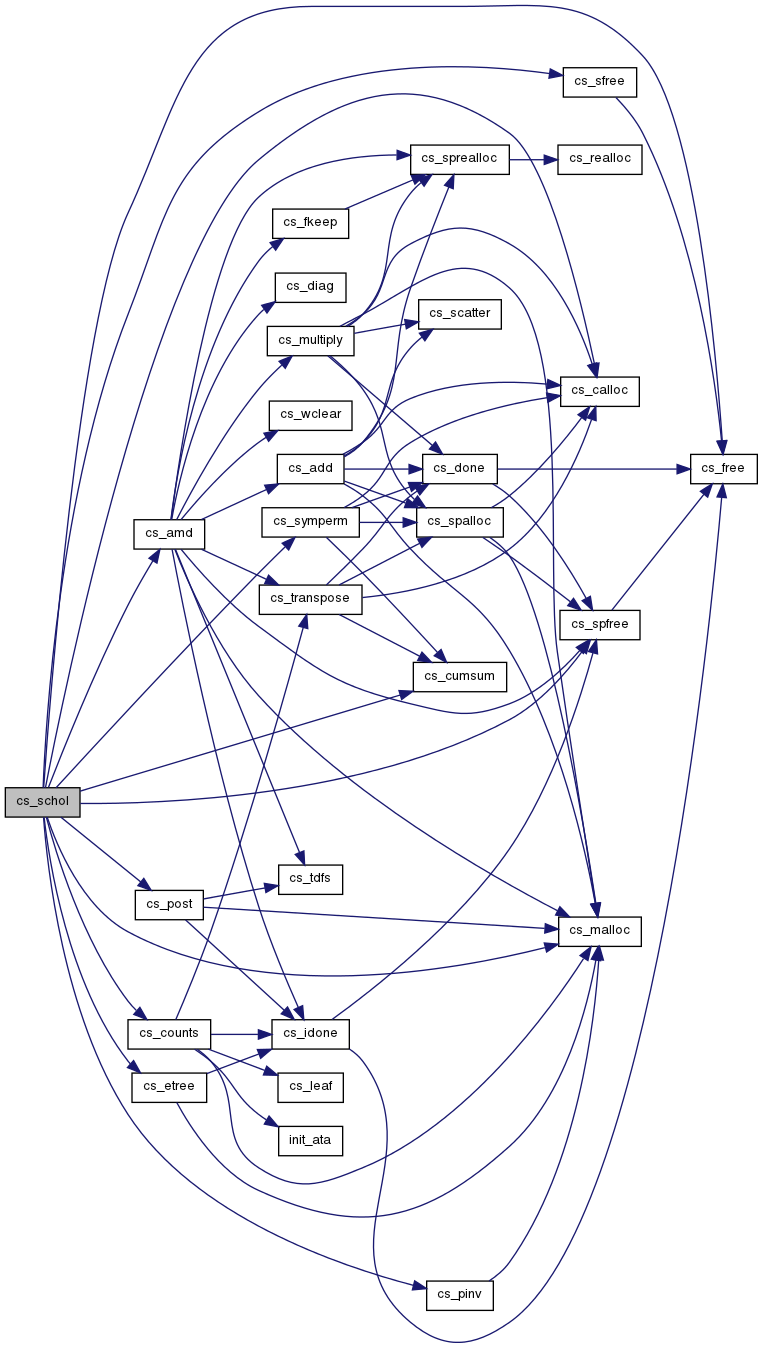 cs_sfree
cs_sprealloc
cs_realloc
cs_fkeep
cs_diag
cs_scatter
cs_multiply
cs_calloc
cs_wclear
cs_add
cs_done
cs_free
cs_symperm
cs_spalloc
cs_amd
cs_transpose
cs_spfree
cs_cumsum
cs_schol
cs_tdfs
cs_post
cs_malloc
cs_counts
cs_idone
cs_etree
cs_leaf
init_ata
cs_pinv